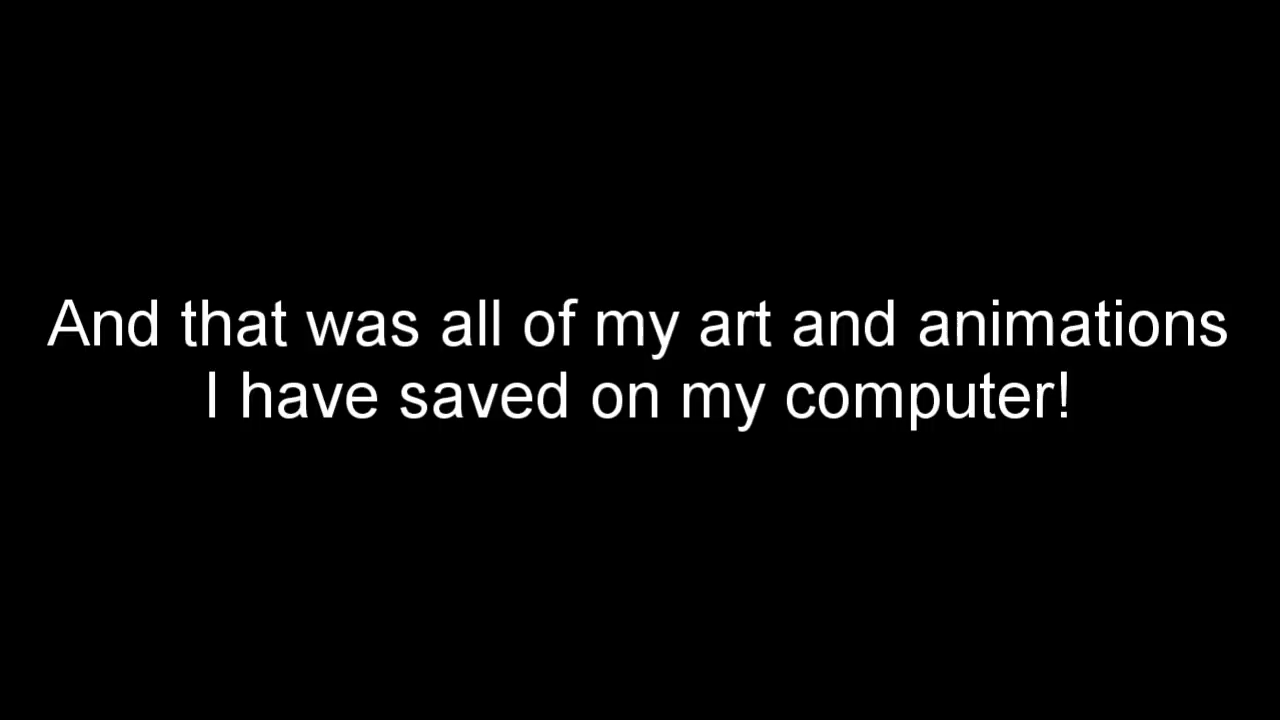 And that was all of my art and animations
I have saved on my computer!